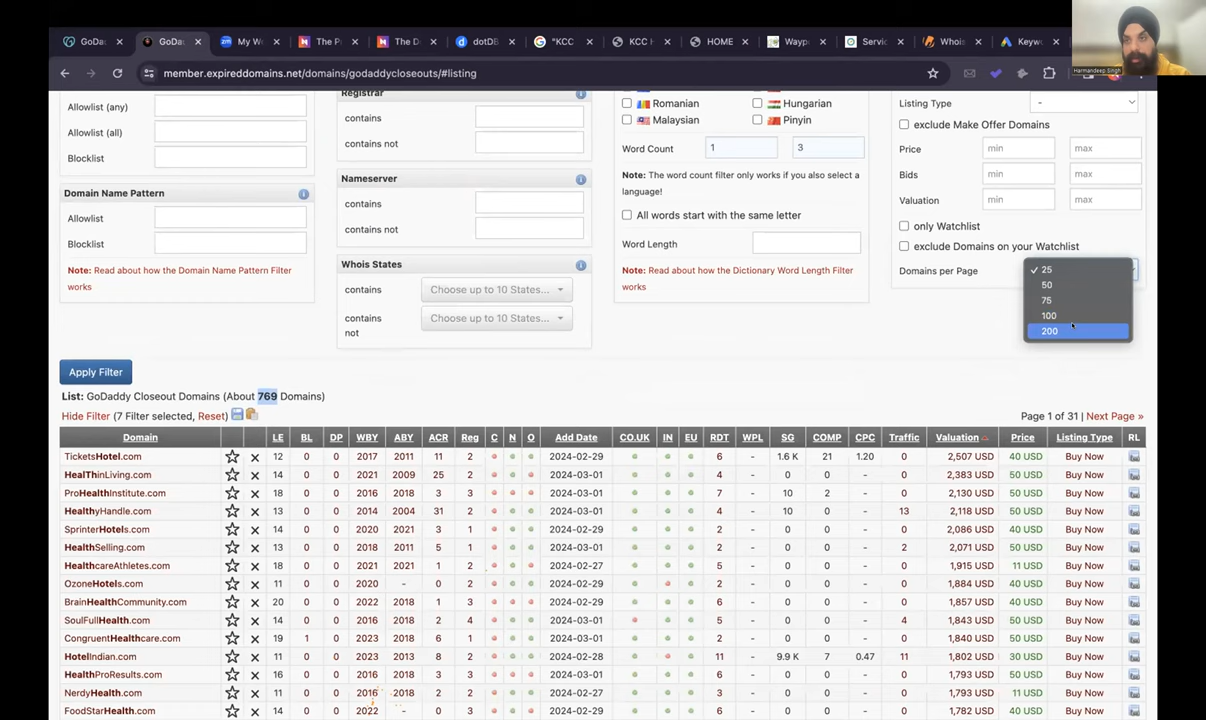 GoDa
GoDa
My W
The P
The D
dotDB
"KCC
KCC H
HOME
Wayp
Servic
Whois
Keyw
Harmandeep Singh
member.expireddomains.net/domains/godaddycloseouts/#listing
Allowlist (any)
Allowlist (all)
Blocklist
Domain Name Pattern
Allowlist
Blocklist
Note: Read about how the Domain Name Pattern Filter
works
Registrar
contains
contains not
Nameserver
contains
contains not
Whois States
contains
Choose up to 10 States...
contains
not
Choose up to 10 States...
Romanian
Hungarian
Malaysian
Pinyin
Word Count
1
3
Note: The word count filter only works if you also select a
language!
All words start with the same letter
Word Length
Note: Read about how the Dictionary Word Length Filter
works
Listing Type
-
exclude Make Offer Domains
Price
min
max
Bids
min
max
Valuation
min
max
only Watchlist
exclude Domains on your Watchlist
Domains per Page
25
50
75
100
200
Apply Filter
List: GoDaddy Closeout Domains (About 769 Domains)
Hide Filter (7 Filter selected, Reset)
Page 1 of 31 | Next Page »
Domain LE BL DP WBY ABY ACR Reg C N O Add Date CO.UK IN EU RDT WPL SG COMP CPC Traffic Valuation Price Listing Type RL
TicketsHotel.com 12 0 0 2017 2011 11 2 2024-02-29 6 - 1.6 K 21 1.20 0 2,507 USD 40 USD Buy Now
HealThinLiving.com 14 0 0 2021 2009 25 2 2024-03-01 4 - 0 0 - 0 2,383 USD 50 USD Buy Now
ProHealthInstitute.com 18 0 0 2016 2018 3 3 2024-03-01 7 - 10 2 - 0 2,130 USD 50 USD Buy Now
HealthyHandle.com 13 0 0 2014 2004 31 2 2024-03-01 4 - 10 0 - 13 2,118 USD 50 USD Buy Now
SprinterHotels.com 14 0 0 2020 2021 3 1 2024-02-29 2 - 0 0 - 0 2,086 USD 40 USD Buy Now
HealthSelling.com 13 0 0 2018 2011 5 1 2024-03-01 2 - 0 0 - 2 2,071 USD 50 USD Buy Now
HealthcareAthletes.com 18 0 0 2021 2021 1 2 2024-02-27 5 - 0 0 - 0 1,915 USD 11 USD Buy Now
OzoneHotels.com 11 0 0 2020 - 0 2 2024-02-29 2 - 0 0 - 0 1,884 USD 40 USD Buy Now
BrainHealthCommunity.com 20 0 0 2022 2018 1 3 2024-02-29 6 - 0 0 - 0 1,857 USD 40 USD Buy Now
SoulFullHealth.com 14 0 0 2016 2018 2 4 2024-03-01 5 - 0 0 - 4 1,843 USD 50 USD Buy Now
CongruentHealthcare.com 19 1 0 2023 2018 6 1 2024-03-01 2 - 0 0 - 0 1,840 USD 50 USD Buy Now
HotelIndian.com 11 0 0 2023 2013 8 2 2024-02-28 11 - 9.9 K 7 0.47 11 1,802 USD 30 USD Buy Now
HealthProResults.com 16 0 0 2016 2018 3 3 2024-03-01 6 - 0 0 - 0 1,793 USD 50 USD Buy Now
NerdyHealth.com 11 0 0 2016 2018 2 2 2024-02-27 3 - 0 0 - 0 1,793 USD 11 USD Buy Now
FoodStarHealth.com 14 0 0 2022 - 0 1 2024-02-29 2 - 0 0 - 0 1,782 USD 40 USD Buy Now